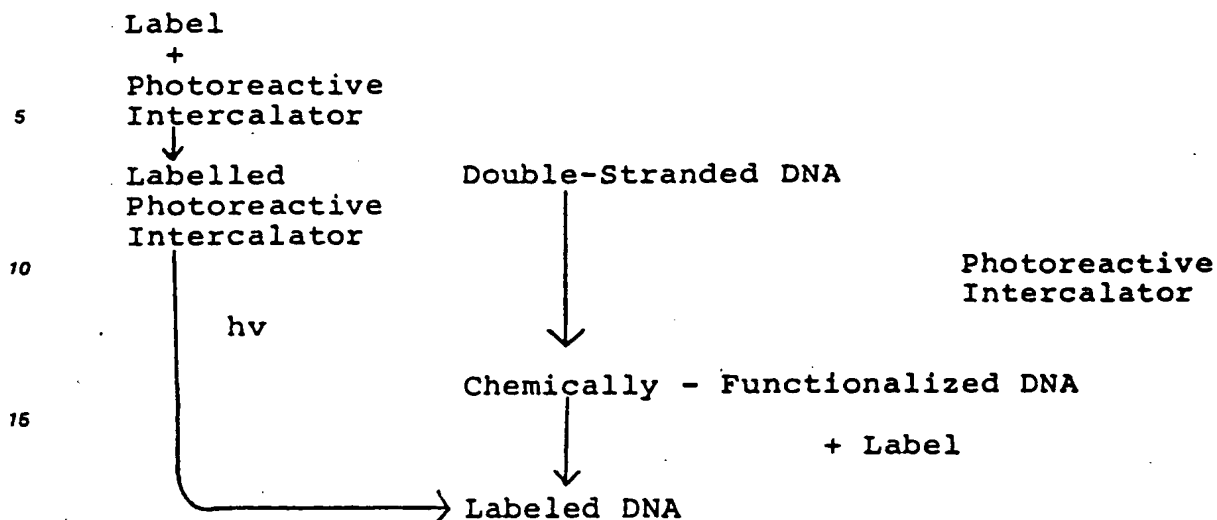 Label
+
Photoreactive
5 Intercalator
Labelled Double-Stranded DNA
Photoreactive
Intercalator
10 Photoreactive
Intercalator
hv
Chemically - Functionalized DNA
15
+ Label
Labeled DNA